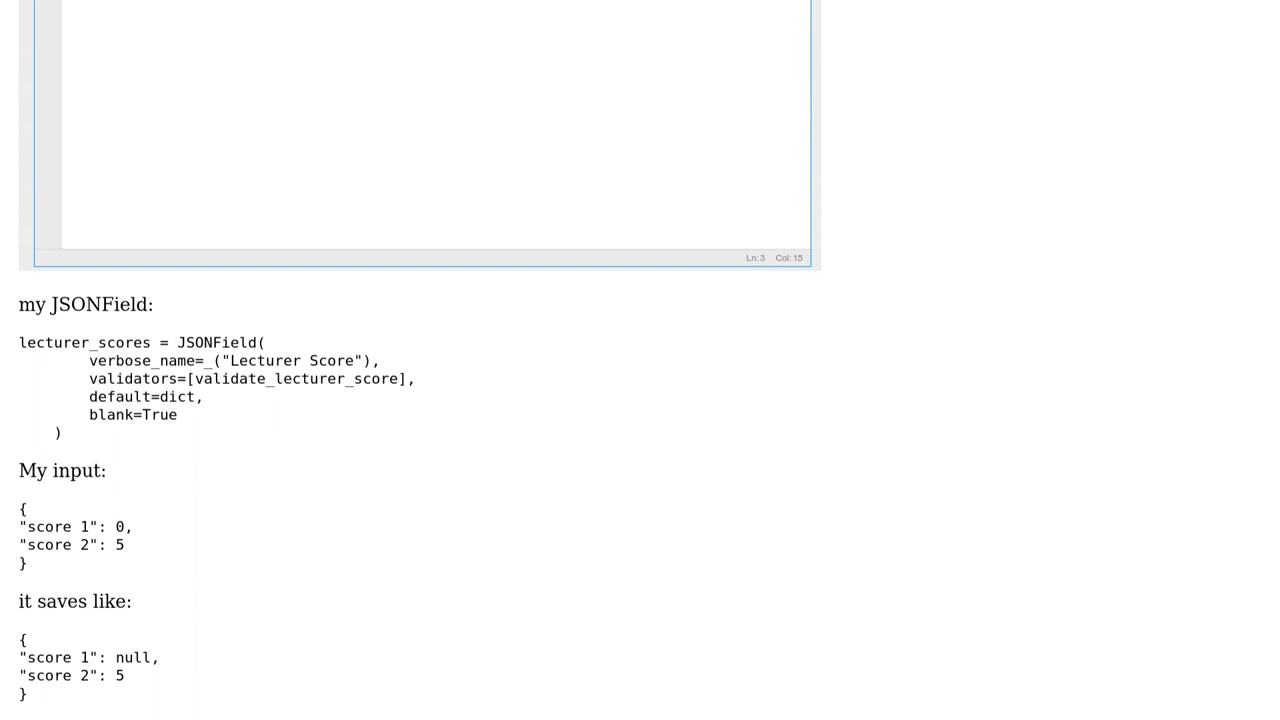 Ln: 3 Col: 15
my JSONField:
lecturer_scores = JSONField(
        verbose_name=_("Lecturer Score"),
        validators=[validate_lecturer_score],
        default=dict,
        blank=True
    )
My input:
{
"score 1": 0,
"score 2": 5
}
it saves like:
{
"score 1": null,
"score 2": 5
}